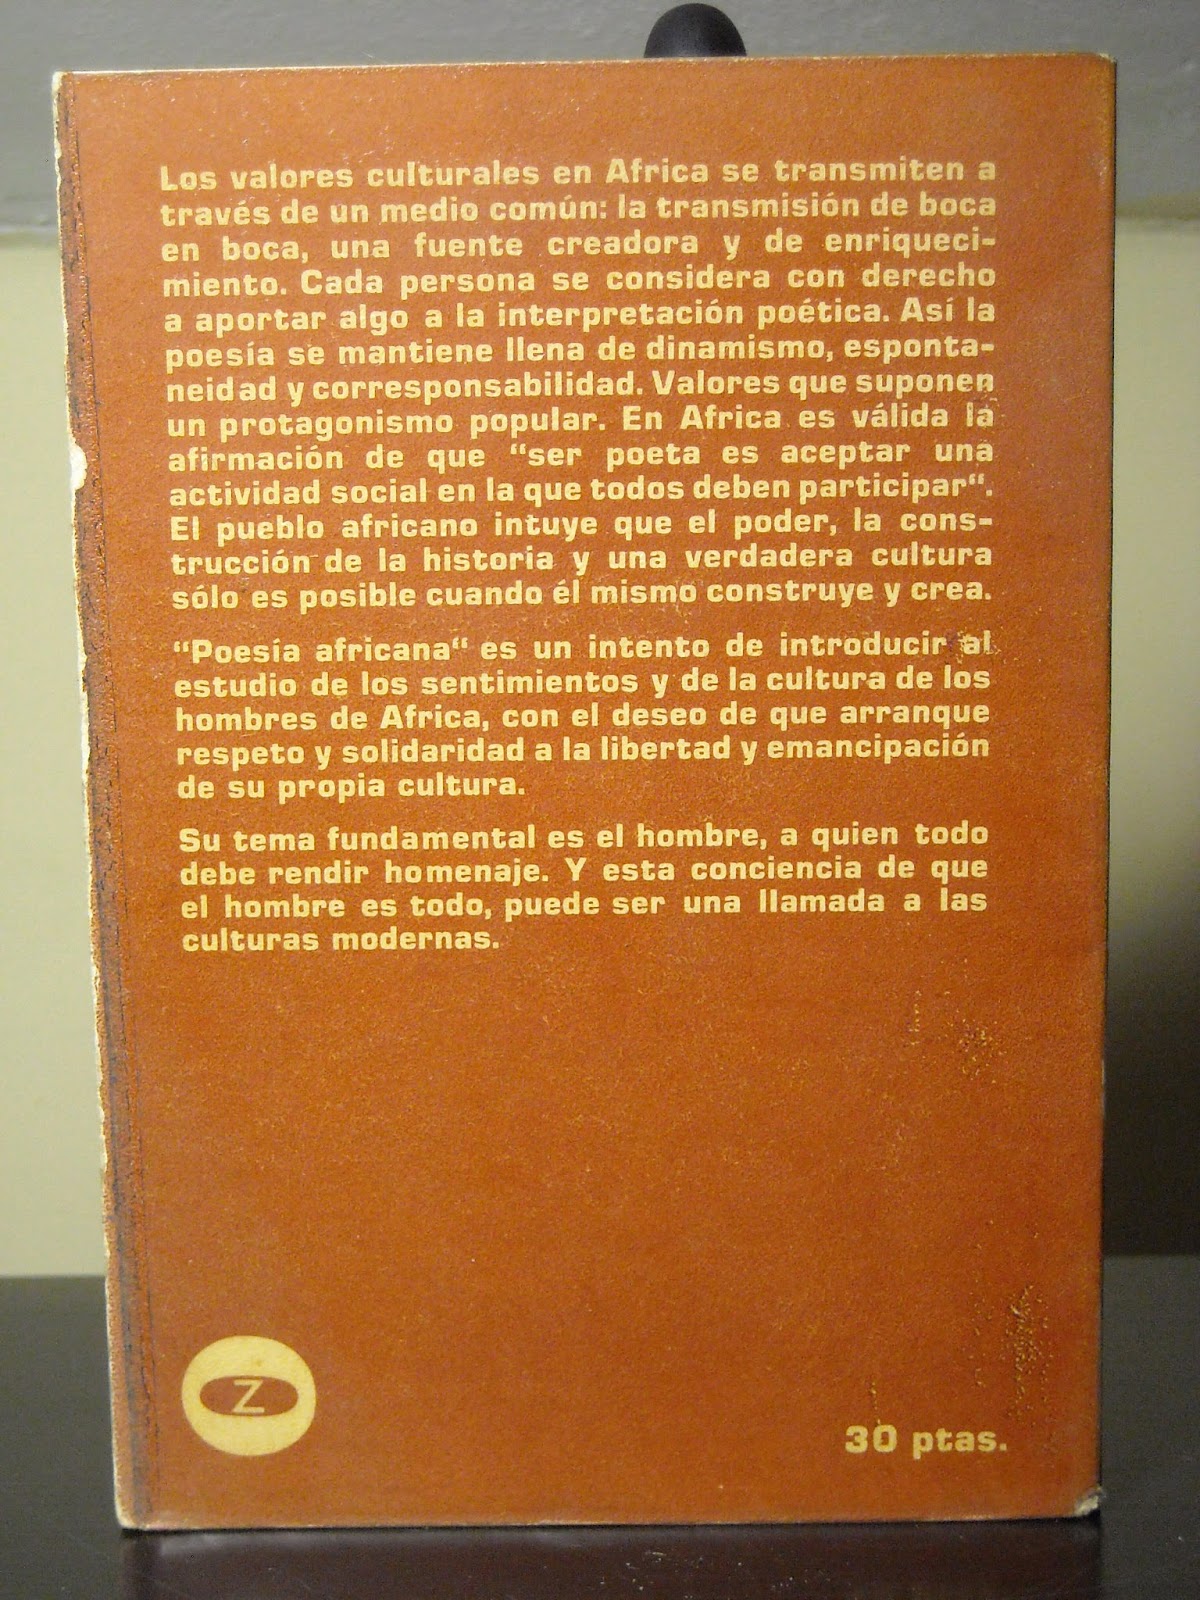 Los valores culturales en Africa se transmiten a
través de un medio común: la transmisión de boca
en boca, una fuente creadora y de enriqueci-
miento. Cada persona se considera con derecho
a aportar algo a la interpretación poética. Así la
poesía se mantiene llena de dinamismo, esponta-
neidad y corresponsabilidad. Valores que suponen
un protagonismo popular. En Africa es válida la
afirmación de que “ser poeta es aceptar una
actividad social en la que todos deben participar“.
El pueblo africano intuye que el poder, la cons-
trucción de la historia y una verdadera cultura
sólo es posible cuando él mismo construye y crea.
“Poesía africana“ es un intento de introducir al
estudio de los sentimientos y de la cultura de los
hombres de Africa, con el deseo de que arranque
respeto y solidaridad a la libertad y emancipación
de su propia cultura.
Su tema fundamental es el hombre, a quien todo
debe rendir homenaje. Y esta conciencia de que
el hombre es todo, puede ser una llamada a las
culturas modernas.
Z
30 ptas.